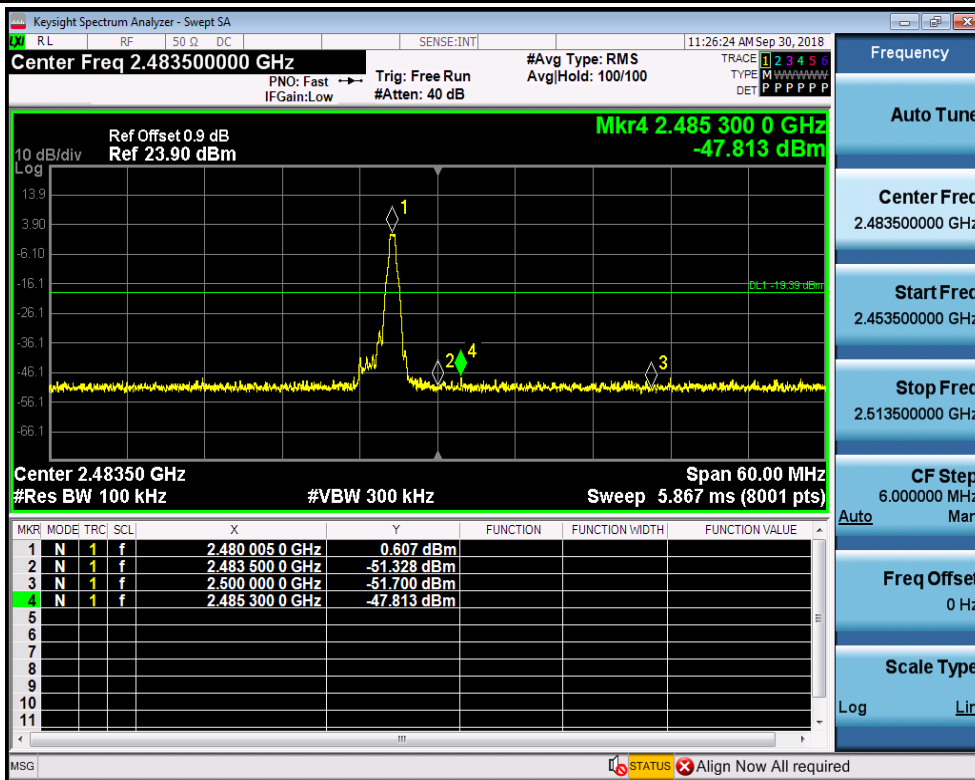 Keysight Spectrum Analyzer - Swept SA
LXI RL RF 50 Ω DC SENSE:INT 11:26:24 AM Sep 30, 2018
Center Freq 2.483500000 GHz
PNO: Fast
IFGain:Low
Trig: Free Run
#Atten: 40 dB
#Avg Type: RMS
Avg|Hold: 100/100
TRACE 1 2 3 4 5 6
TYPE M W W W W W
DET P P P P P P
Mkr4 2.485 300 0 GHz
-47.813 dBm
Ref Offset 0.9 dB
10 dB/div Ref 23.90 dBm
Log
13.9
3.90
-6.10
-16.1
-26.1
-36.1
-46.1
-56.1
-66.1
1
2
4
3
DL1 -19.39 dBm
Center 2.48350 GHz Span 60.00 MHz
#Res BW 100 kHz #VBW 300 kHz Sweep 5.867 ms (8001 pts)
MKR MODE TRC SCL X Y FUNCTION FUNCTION WIDTH FUNCTION VALUE
1 N 1 f 2.480 005 0 GHz 0.607 dBm
2 N 1 f 2.483 500 0 GHz -51.328 dBm
3 N 1 f 2.500 000 0 GHz -51.700 dBm
4 N 1 f 2.485 300 0 GHz -47.813 dBm
5
6
7
8
9
10
11
MSG STATUS Align Now All required
Frequency
Auto Tune
Center Freq
2.483500000 GHz
Start Freq
2.453500000 GHz
Stop Freq
2.513500000 GHz
CF Step
6.000000 MHz
Auto Man
Freq Offset
0 Hz
Scale Type
Log Lin